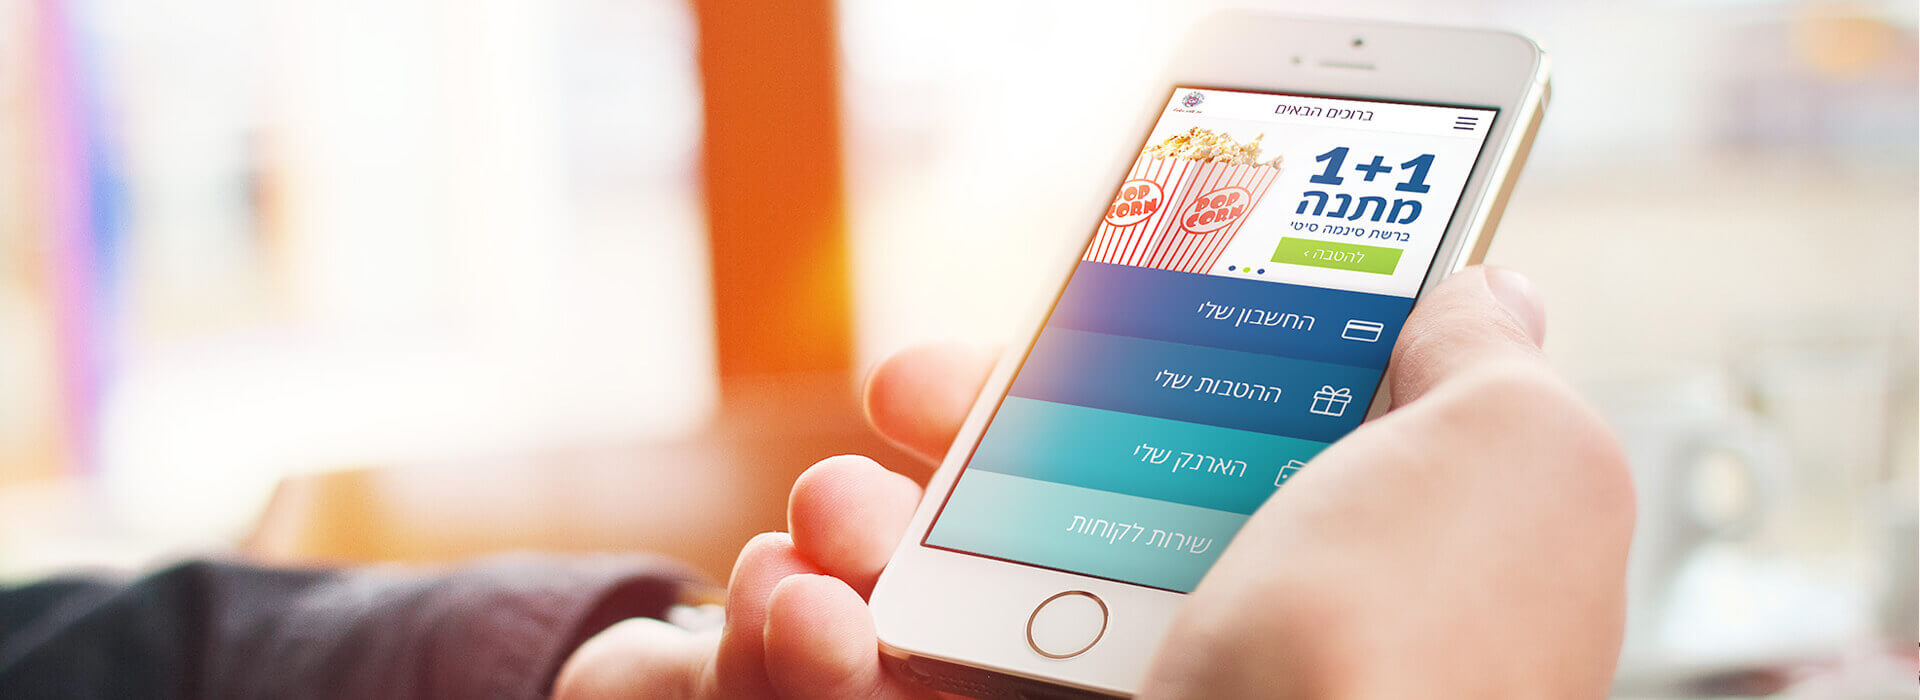 ברוכים הבאים
1+1
מתנה
ברשת סינמה סיטי
להטבה >
POP
CORN
POP
CORN
החשבון שלי
ההטבות שלי
הארנק שלי
שירות לקוחות